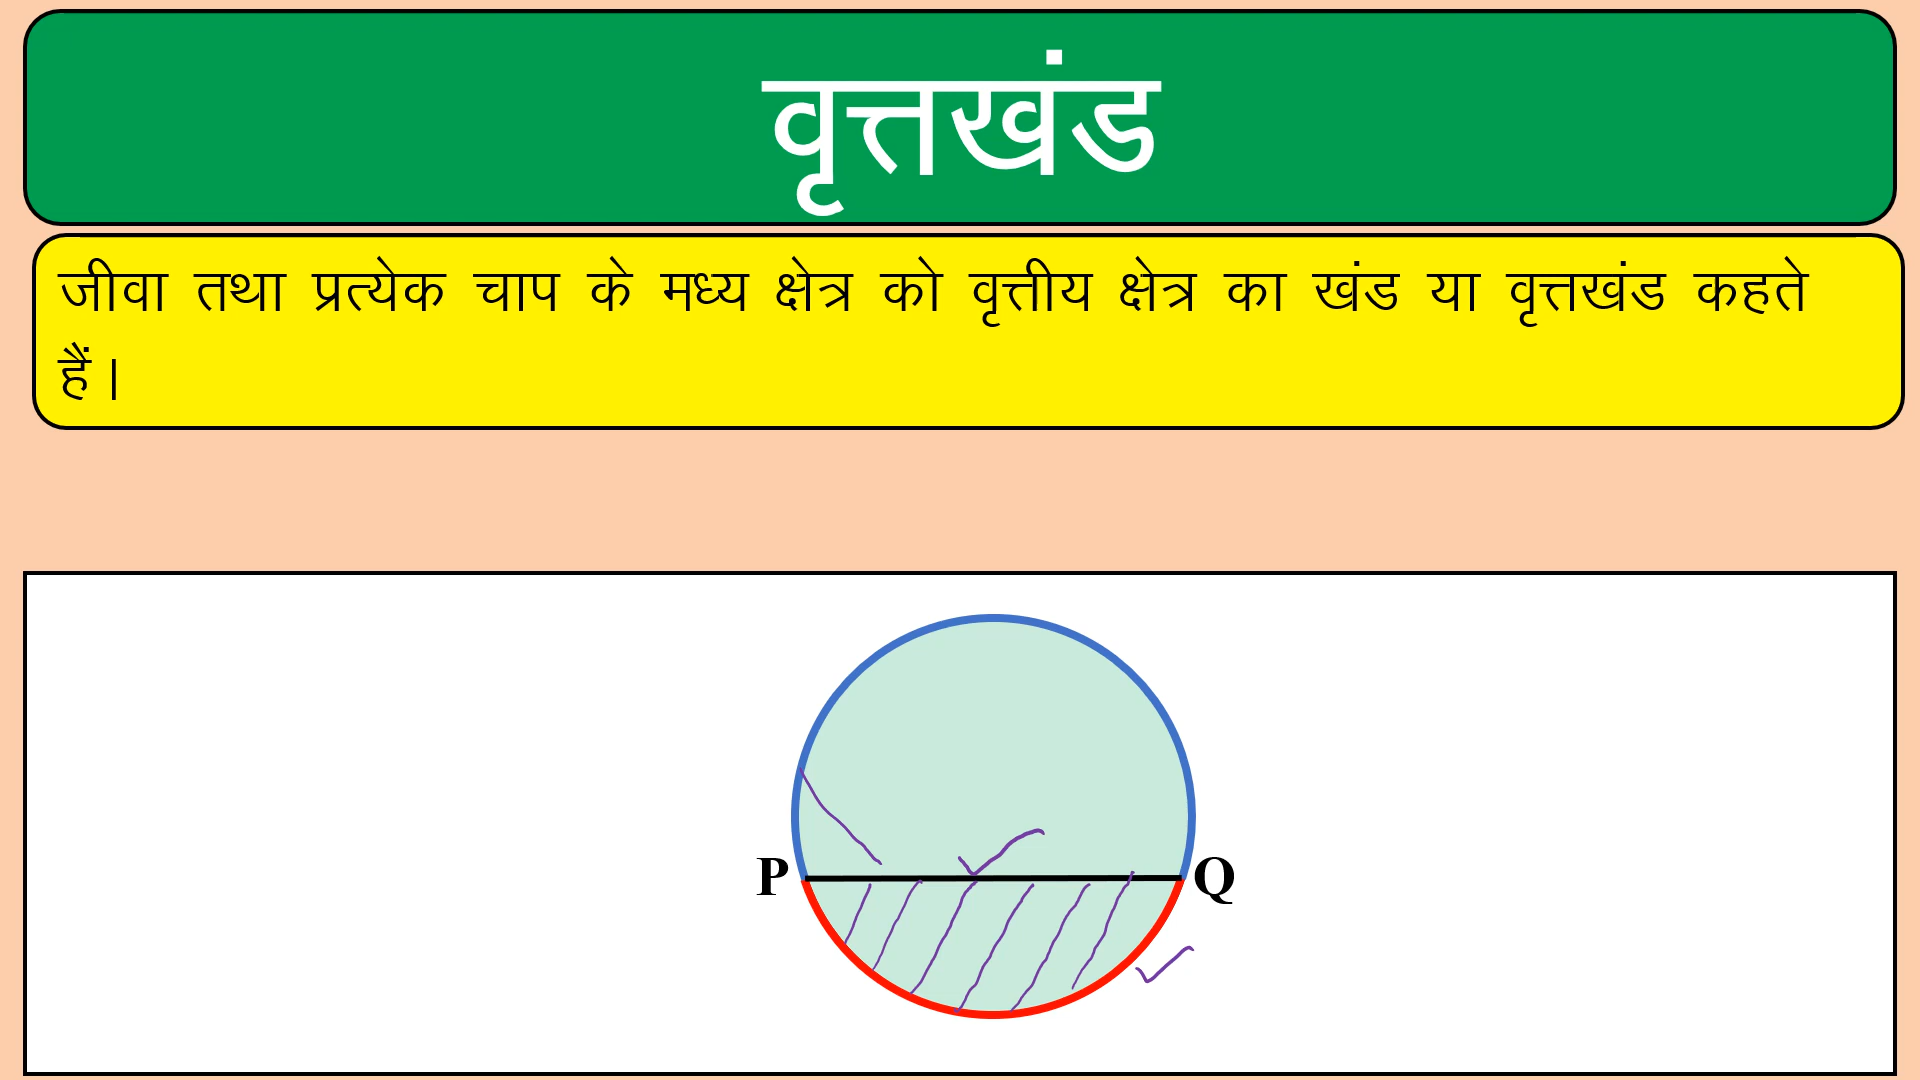 वृत्तखंड
जीवा तथा प्रत्येक चाप के मध्य क्षेत्र को वृत्तीय क्षेत्र का खंड या वृत्तखंड कहते
हैं।
P Q